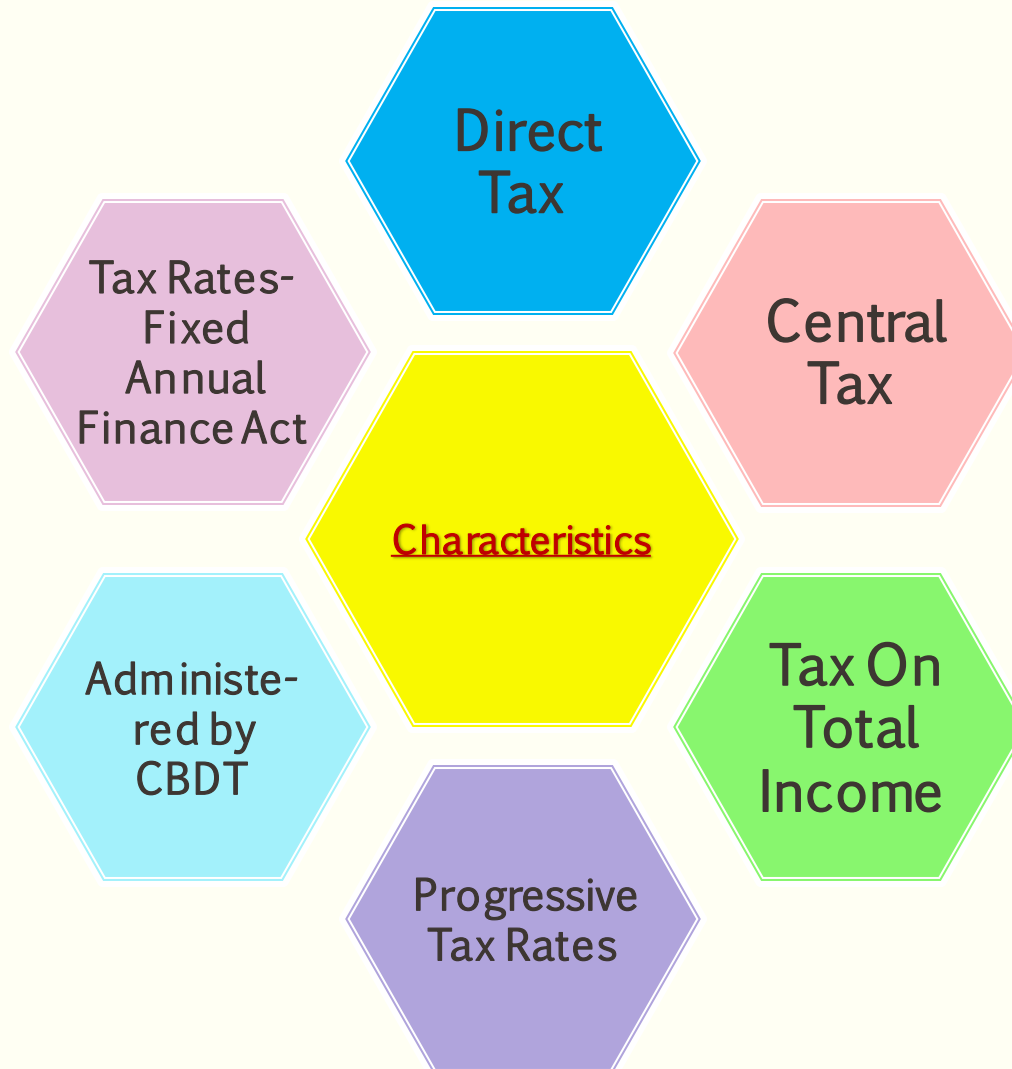 Direct
Tax
Central
Tax
Tax On
Total
Income
Progressive
Tax Rates
Administe-
red by
CBDT
Tax Rates-
Fixed
Annual
Finance Act
Characteristics